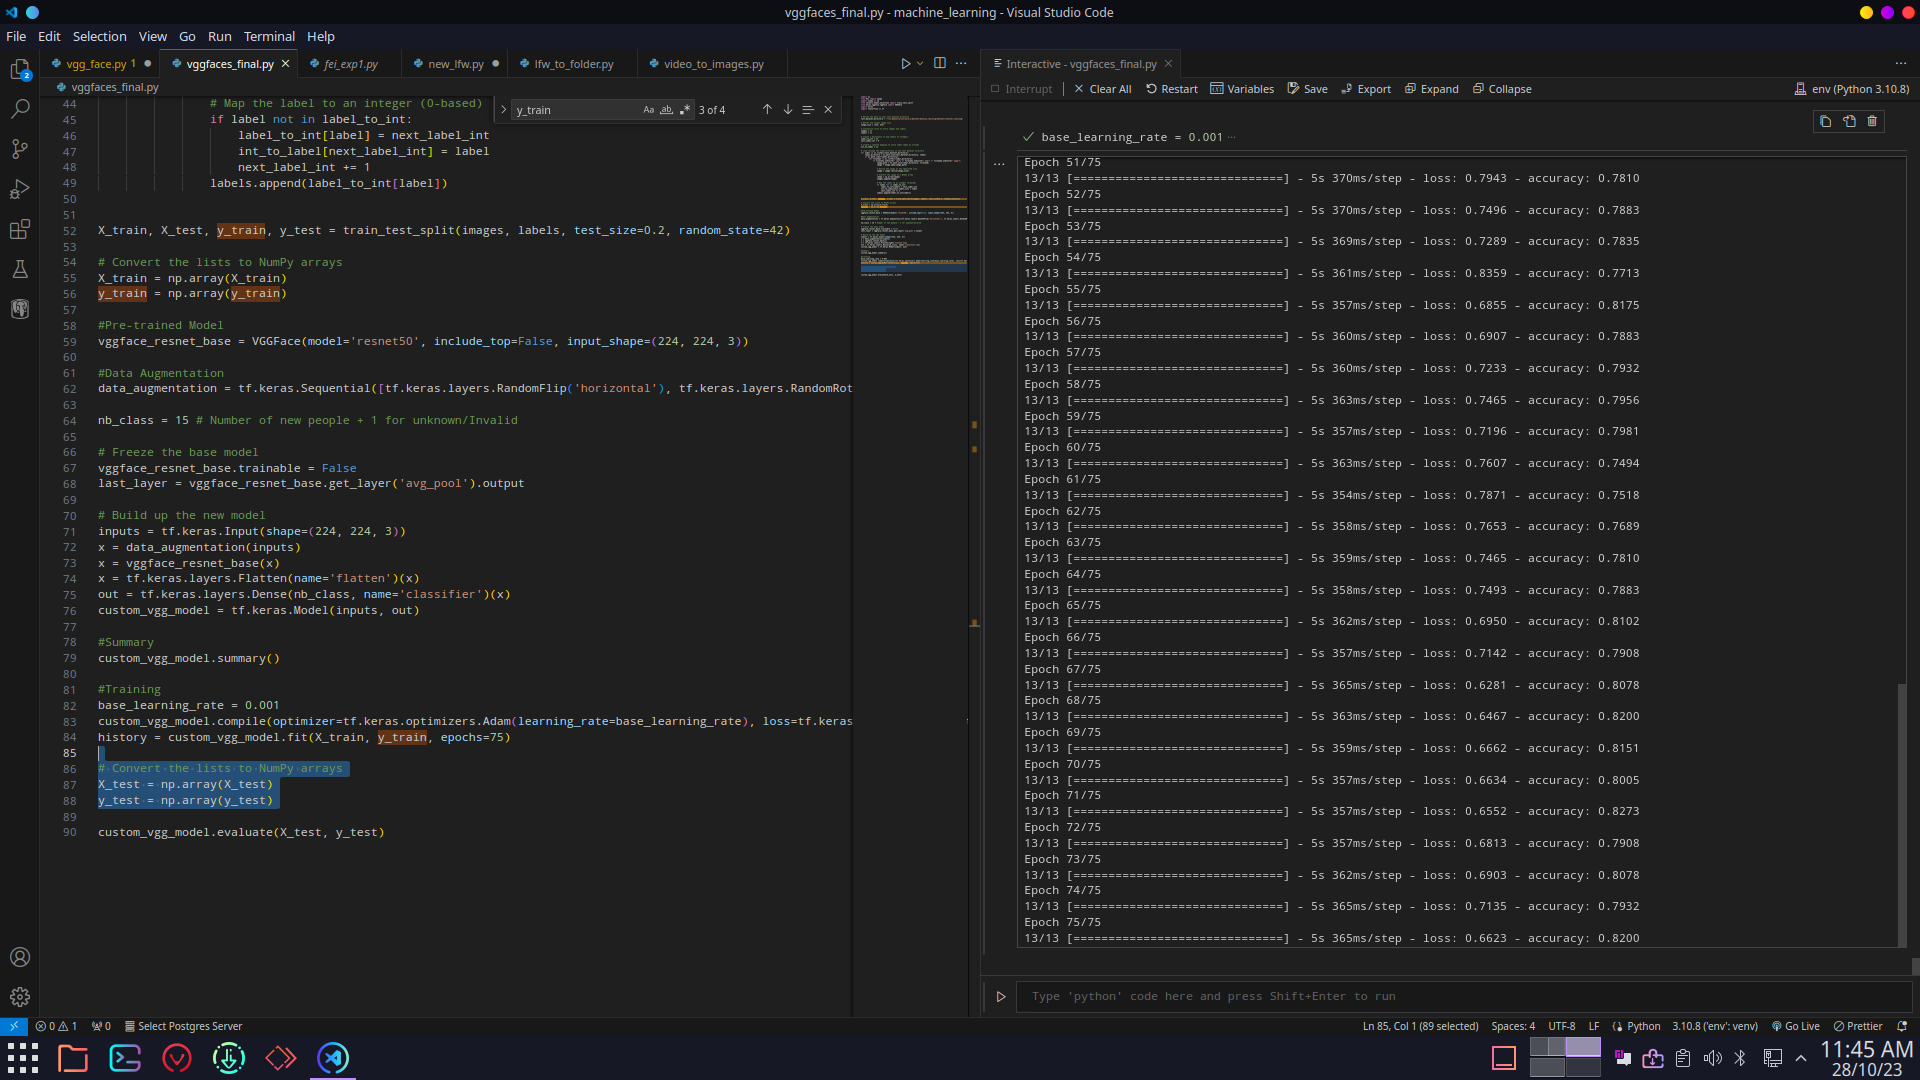 vggfaces_final.py - machine_learning - Visual Studio Code
File Edit Selection View Go Run Terminal Help
vgg_face.py 1
vggfaces_final.py
fei_exp1.py
new_lfw.py
lfw_to_folder.py
video_to_images.py
vggfaces_final.py
y_train
Aa ab 3 of 4
44 # Map the label to an integer (0-based)
45 if label not in label_to_int:
46 label_to_int[label] = next_label_int
47 int_to_label[next_label_int] = label
48 next_label_int += 1
49 labels.append(label_to_int[label])
50
51
52 X_train, X_test, y_train, y_test = train_test_split(images, labels, test_size=0.2, random_state=42)
53
54 # Convert the lists to NumPy arrays
55 X_train = np.array(X_train)
56 y_train = np.array(y_train)
57
58 #Pre-trained Model
59 vggface_resnet_base = VGGFace(model='resnet50', include_top=False, input_shape=(224, 224, 3))
60
61 #Data Augmentation
62 data_augmentation = tf.keras.Sequential([tf.keras.layers.RandomFlip('horizontal'), tf.keras.layers.RandomRot
63
64 nb_class = 15 # Number of new people + 1 for unknown/Invalid
65
66 # Freeze the base model
67 vggface_resnet_base.trainable = False
68 last_layer = vggface_resnet_base.get_layer('avg_pool').output
69
70 # Build up the new model
71 inputs = tf.keras.Input(shape=(224, 224, 3))
72 x = data_augmentation(inputs)
73 x = vggface_resnet_base(x)
74 x = tf.keras.layers.Flatten(name='flatten')(x)
75 out = tf.keras.layers.Dense(nb_class, name='classifier')(x)
76 custom_vgg_model = tf.keras.Model(inputs, out)
77
78 #Summary
79 custom_vgg_model.summary()
80
81 #Training
82 base_learning_rate = 0.001
83 custom_vgg_model.compile(optimizer=tf.keras.optimizers.Adam(learning_rate=base_learning_rate), loss=tf.keras
84 history = custom_vgg_model.fit(X_train, y_train, epochs=75)
85
86 # Convert the lists to NumPy arrays
87 X_test = np.array(X_test)
88 y_test = np.array(y_test)
89
90 custom_vgg_model.evaluate(X_test, y_test)
Interactive - vggfaces_final.py
Interrupt Clear All Restart Variables Save Export Expand Collapse env (Python 3.10.8)
base_learning_rate = 0.001 ...
Epoch 51/75
13/13 [==============================] - 5s 370ms/step - loss: 0.7943 - accuracy: 0.7810
Epoch 52/75
13/13 [==============================] - 5s 370ms/step - loss: 0.7496 - accuracy: 0.7883
Epoch 53/75
13/13 [==============================] - 5s 369ms/step - loss: 0.7289 - accuracy: 0.7835
Epoch 54/75
13/13 [==============================] - 5s 361ms/step - loss: 0.8359 - accuracy: 0.7713
Epoch 55/75
13/13 [==============================] - 5s 357ms/step - loss: 0.6855 - accuracy: 0.8175
Epoch 56/75
13/13 [==============================] - 5s 360ms/step - loss: 0.6907 - accuracy: 0.7883
Epoch 57/75
13/13 [==============================] - 5s 360ms/step - loss: 0.7233 - accuracy: 0.7932
Epoch 58/75
13/13 [==============================] - 5s 363ms/step - loss: 0.7465 - accuracy: 0.7956
Epoch 59/75
13/13 [==============================] - 5s 357ms/step - loss: 0.7196 - accuracy: 0.7981
Epoch 60/75
13/13 [==============================] - 5s 363ms/step - loss: 0.7607 - accuracy: 0.7494
Epoch 61/75
13/13 [==============================] - 5s 354ms/step - loss: 0.7871 - accuracy: 0.7518
Epoch 62/75
13/13 [==============================] - 5s 358ms/step - loss: 0.7653 - accuracy: 0.7689
Epoch 63/75
13/13 [==============================] - 5s 359ms/step - loss: 0.7465 - accuracy: 0.7810
Epoch 64/75
13/13 [==============================] - 5s 358ms/step - loss: 0.7493 - accuracy: 0.7883
Epoch 65/75
13/13 [==============================] - 5s 362ms/step - loss: 0.6950 - accuracy: 0.8102
Epoch 66/75
13/13 [==============================] - 5s 357ms/step - loss: 0.7142 - accuracy: 0.7908
Epoch 67/75
13/13 [==============================] - 5s 365ms/step - loss: 0.6281 - accuracy: 0.8078
Epoch 68/75
13/13 [==============================] - 5s 363ms/step - loss: 0.6467 - accuracy: 0.8200
Epoch 69/75
13/13 [==============================] - 5s 359ms/step - loss: 0.6662 - accuracy: 0.8151
Epoch 70/75
13/13 [==============================] - 5s 357ms/step - loss: 0.6634 - accuracy: 0.8005
Epoch 71/75
13/13 [==============================] - 5s 357ms/step - loss: 0.6552 - accuracy: 0.8273
Epoch 72/75
13/13 [==============================] - 5s 357ms/step - loss: 0.6813 - accuracy: 0.7908
Epoch 73/75
13/13 [==============================] - 5s 362ms/step - loss: 0.6903 - accuracy: 0.8078
Epoch 74/75
13/13 [==============================] - 5s 365ms/step - loss: 0.7135 - accuracy: 0.7932
Epoch 75/75
13/13 [==============================] - 5s 365ms/step - loss: 0.6623 - accuracy: 0.8200
Type 'python' code here and press Shift+Enter to run
0 1 0 Select Postgres Server
Ln 85, Col 1 (89 selected) Spaces: 4 UTF-8 LF Python 3.10.8 ('env': venv) Go Live Prettier
11:45 AM
28/10/23
2